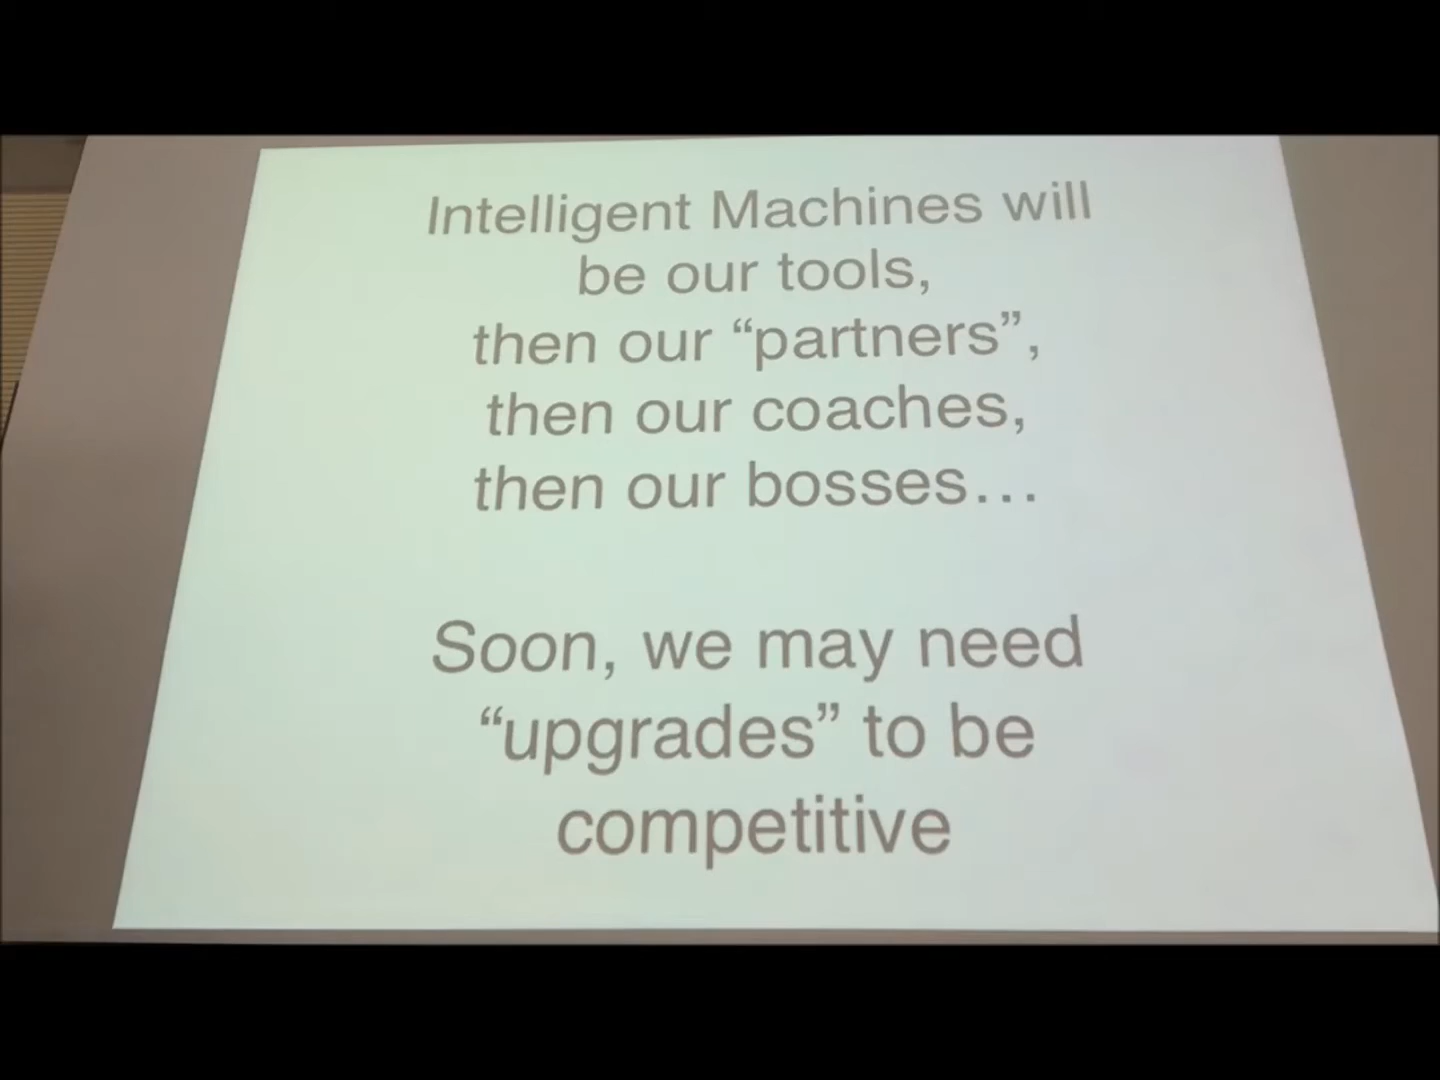 Intelligent Machines will
be our tools,
then our “partners”,
then our coaches,
then our bosses…
Soon, we may need
“upgrades” to be
competitive